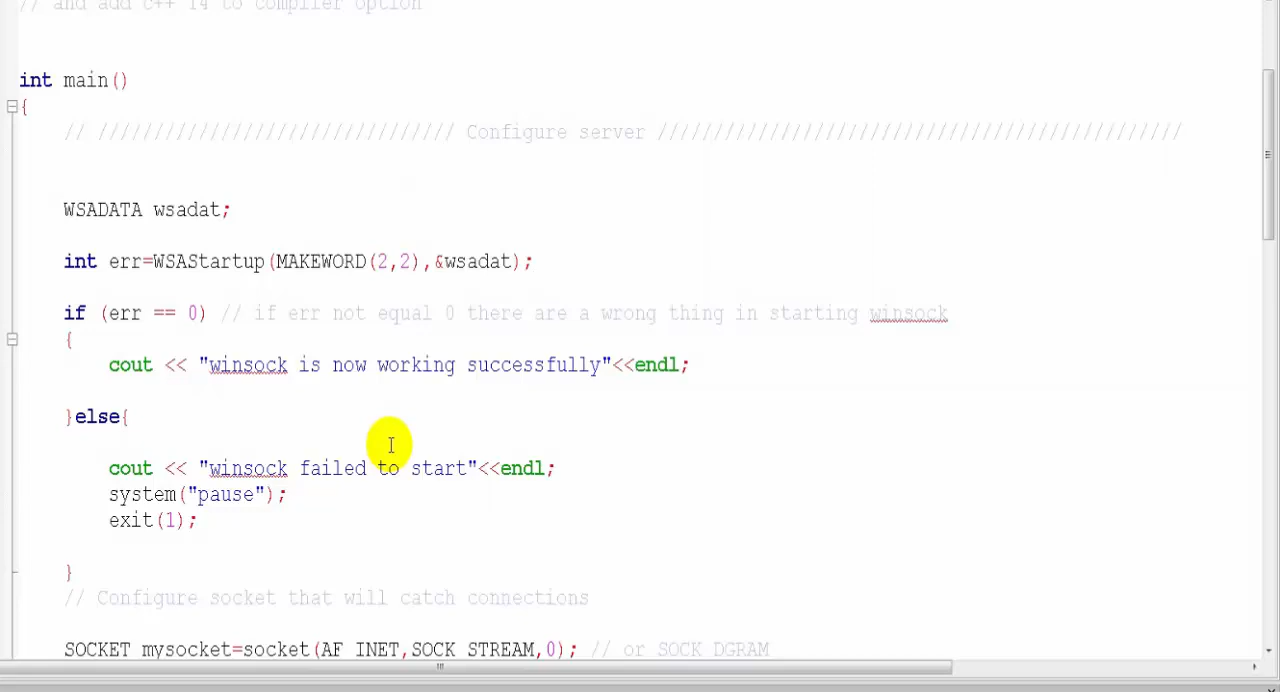 // and add c++ 14 to compiler option
int main()
{
// //////////////////////////////// Configure server ///////////////////////////////////////////////
WSADATA wsadat;
int err=WSAStartup(MAKEWORD(2,2),&wsadat);
if (err == 0) // if err not equal 0 there are a wrong thing in starting winsock
{
cout << "winsock is now working successfully"<<endl;
}else{
cout << "winsock failed to start"<<endl;
system("pause");
exit(1);
}
// Configure socket that will catch connections
SOCKET mysocket=socket(AF_INET,SOCK_STREAM,0); // or SOCK_DGRAM